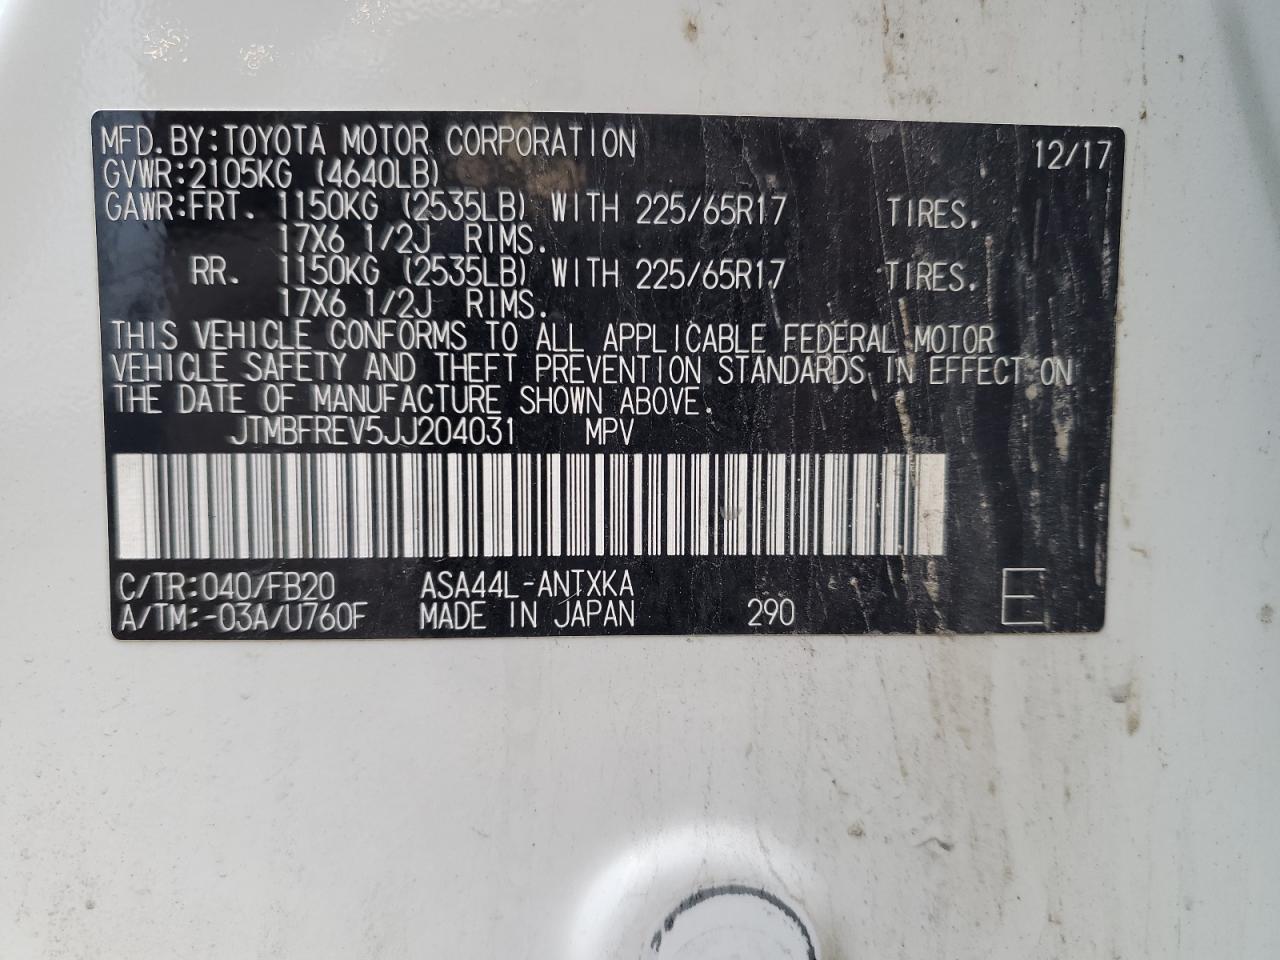 MFD.BY:TOYOTA MOTOR CORPORATION 12/17
GVWR:2105KG (4640LB)
GAWR:FRT. 1150KG (2535LB) WITH 225/65R17 TIRES.
17X6 1/2J RIMS.
RR. 1150KG (2535LB) WITH 225/65R17 TIRES.
17X6 1/2J RIMS.
THIS VEHICLE CONFORMS TO ALL APPLICABLE FEDERAL MOTOR
VEHICLE SAFETY AND THEFT PREVENTION STANDARDS IN EFFECT ON
THE DATE OF MANUFACTURE SHOWN ABOVE.
JTMBFREV5JJ204031 MPV
C/TR:040/FB20 ASA44L-ANTXKA
A/TM:-03A/U760F MADE IN JAPAN 290 E